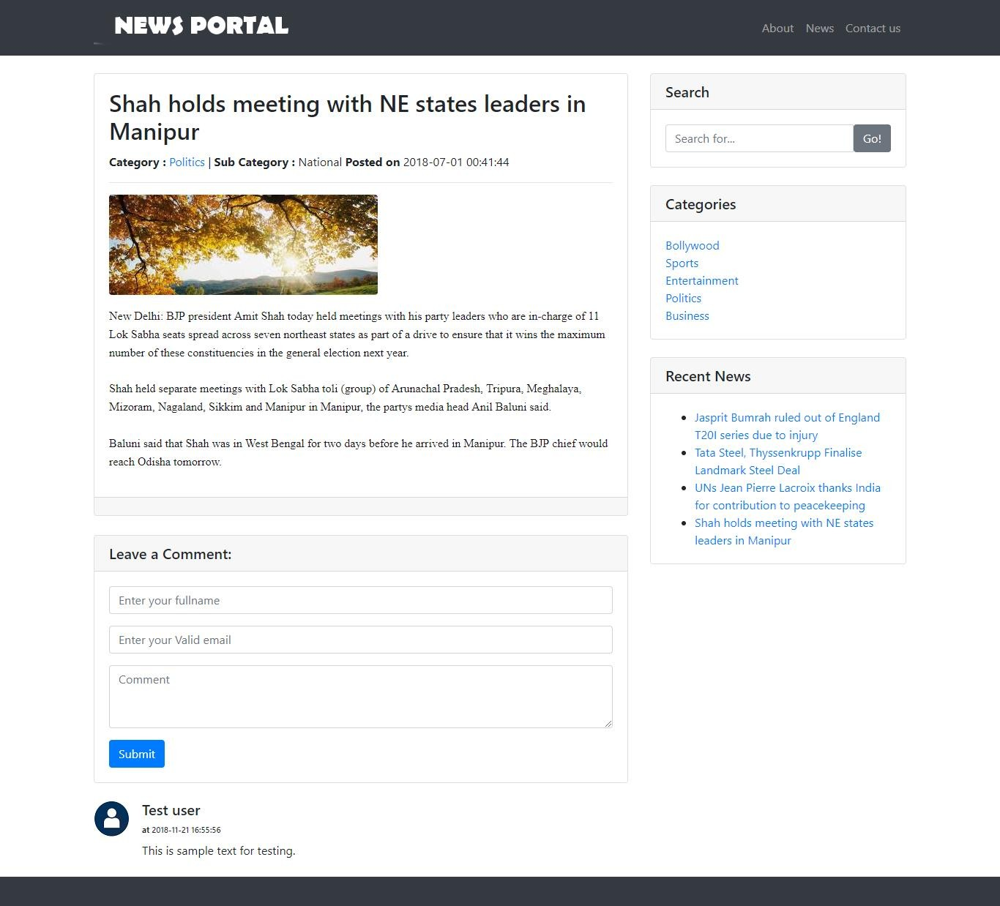 NEWS PORTAL
About News Contact us
Shah holds meeting with NE states leaders in
Manipur
Category : Politics | Sub Category : National Posted on 2018-07-01 00:41:44
New Delhi: BJP president Amit Shah today held meetings with his party leaders who are in-charge of 11
Lok Sabha seats spread across seven northeast states as part of a drive to ensure that it wins the maximum
number of these constituencies in the general election next year.
Shah held separate meetings with Lok Sabha toli (group) of Arunachal Pradesh, Tripura, Meghalaya,
Mizoram, Nagaland, Sikkim and Manipur in Manipur, the partys media head Anil Baluni said.
Baluni said that Shah was in West Bengal for two days before he arrived in Manipur. The BJP chief would
reach Odisha tomorrow.
Leave a Comment:
Enter your fullname
Enter your Valid email
Comment
Submit
Test user
at 2018-11-21 16:55:56
This is sample text for testing.
Search
Search for...
Go!
Categories
Bollywood
Sports
Entertainment
Politics
Business
Recent News
Jasprit Bumrah ruled out of England
T20I series due to injury
Tata Steel, Thyssenkrupp Finalise
Landmark Steel Deal
UNs Jean Pierre Lacroix thanks India
for contribution to peacekeeping
Shah holds meeting with NE states
leaders in Manipur